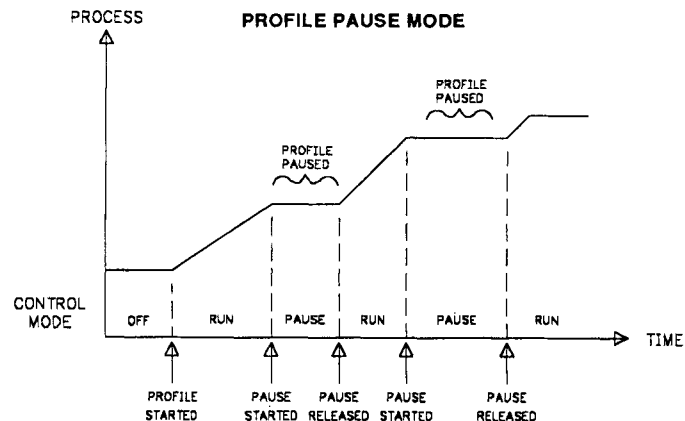 PROCESS
PROFILE PAUSE MODE
PROFILE
PAUSED
PROFILE
PAUSED
CONTROL
MODE
OFF
RUN
PAUSE
RUN
PAUSE
RUN
TIME
PROFILE
STARTED
PAUSE
STARTED
PAUSE
RELEASED
PAUSE
STARTED
PAUSE
RELEASED